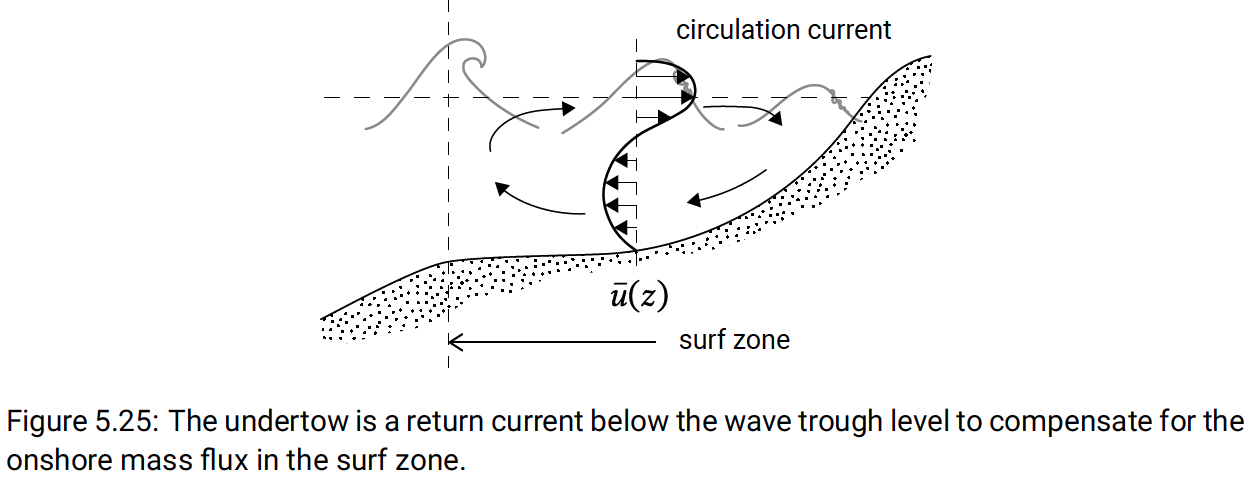 circulation current
ū(z)
surf zone
Figure 5.25: The undertow is a return current below the wave trough level to compensate for the
onshore mass flux in the surf zone.